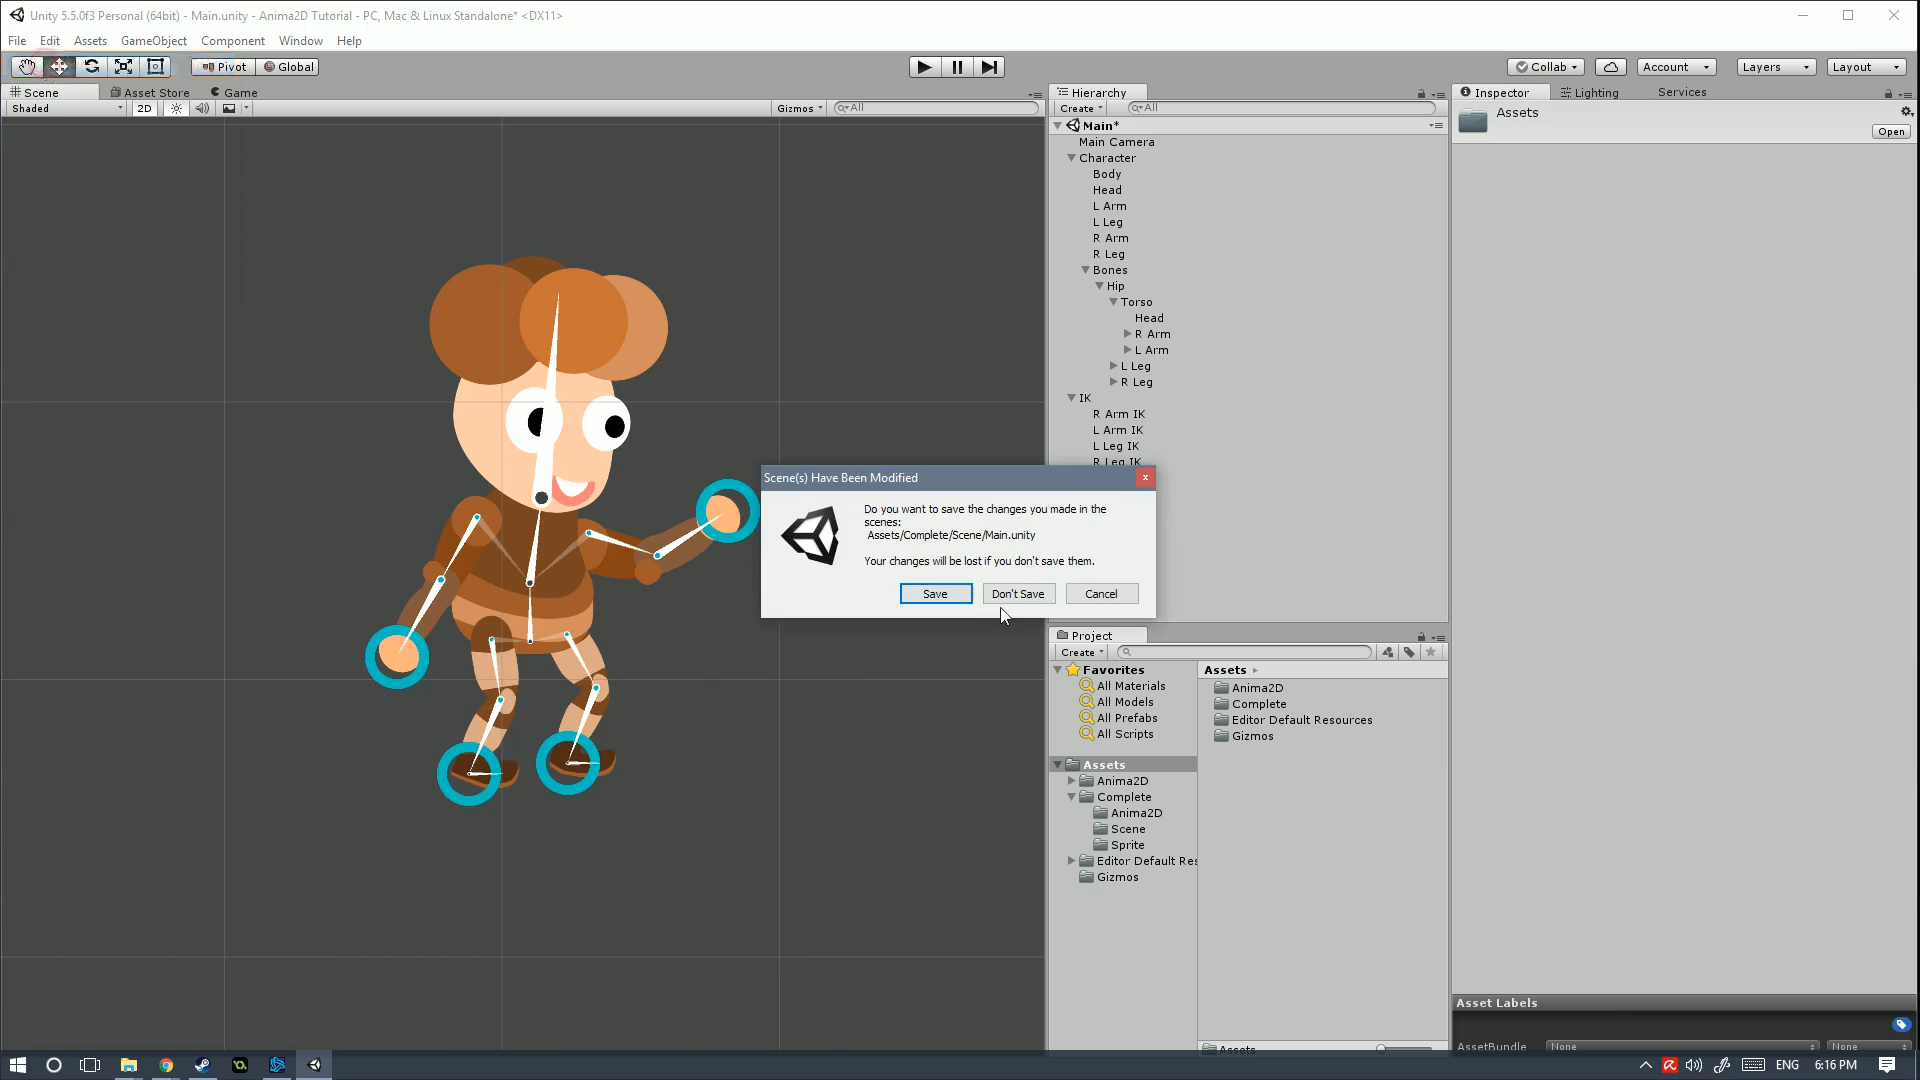 Unity 5.5.0f3 Personal (64bit) - Main.unity - Anima2D Tutorial - PC, Mac & Linux Standalone* <DX11>
File Edit Assets GameObject Component Window Help
Pivot Global
Collab Account Layers Layout
Scene Asset Store Game
Shaded 2D Gizmos All
Hierarchy
Create All
Main*
Main Camera
Character
Body
Head
L Arm
L Leg
R Arm
R Leg
Bones
Hip
Torso
Head
R Arm
L Arm
L Leg
R Leg
IK
R Arm IK
L Arm IK
L Leg IK
R Leg IK
Inspector Lighting Services
Assets
Open
Scene(s) Have Been Modified
Do you want to save the changes you made in the
scenes:
Assets/Complete/Scene/Main.unity
Your changes will be lost if you don't save them.
Save Don't Save Cancel
Project
Create
Favorites
All Materials
All Models
All Prefabs
All Scripts
Assets
Anima2D
Complete
Anima2D
Scene
Sprite
Editor Default Res
Gizmos
Assets
Anima2D
Complete
Editor Default Resources
Gizmos
Assets
Asset Labels
AssetBundle None None
ENG 6:16 PM